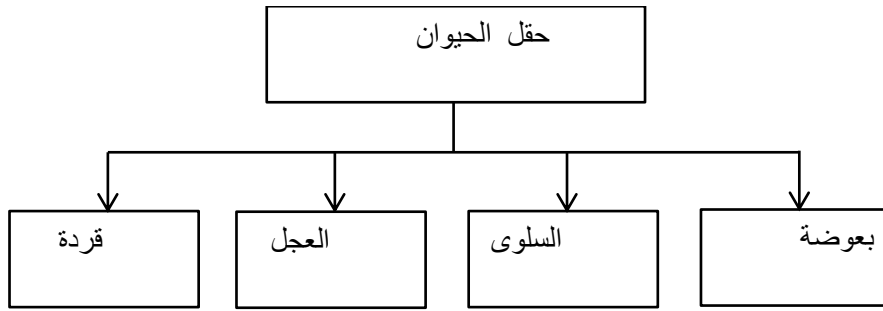 حقل الحيوان
بعوضة
السلوى
العجل
قردة